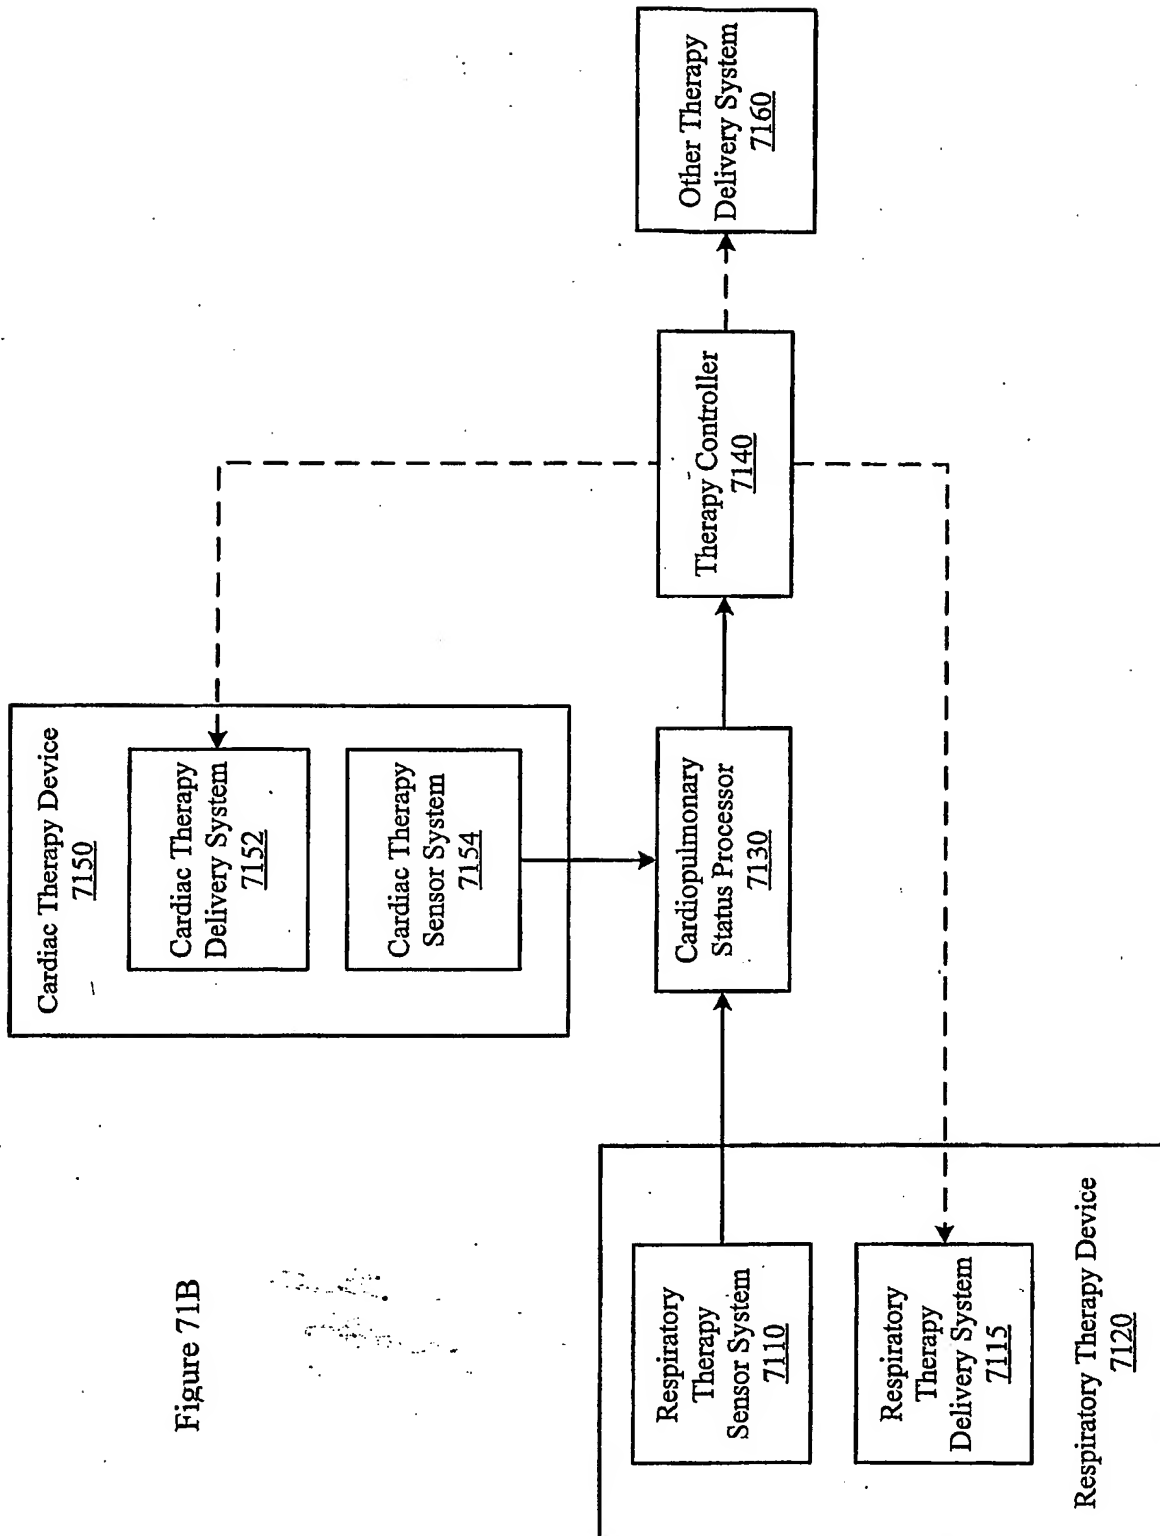 Figure 71B
Cardiac Therapy Device
7150
Cardiac Therapy
Delivery System
7152
Cardiac Therapy
Sensor System
7154
Respiratory
Therapy
Sensor System
7110
Cardiopulmonary
Status Processor
7130
Therapy Controller
7140
Other Therapy
Delivery System
7160
Respiratory
Therapy
Delivery System
7115
Respiratory Therapy Device
7120